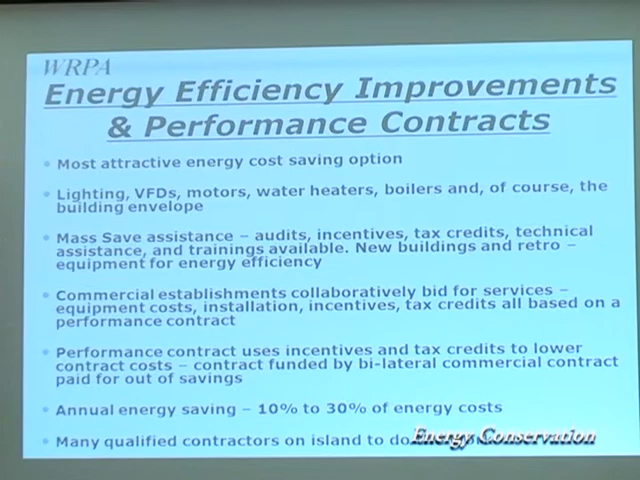 WRPA
Energy Efficiency Improvements
& Performance Contracts
• Most attractive energy cost saving option
• Lighting, VFDs, motors, water heaters, boilers and, of course, the
building envelope
• Mass Save assistance – audits, incentives, tax credits, technical
assistance, and trainings available. New buildings and retro –
equipment for energy efficiency
• Commercial establishments collaboratively bid for services –
equipment costs, installation, incentives, tax credits all based on a
performance contract
• Performance contract uses incentives and tax credits to lower
contract costs – contract funded by bi-lateral commercial contract
paid for out of savings
• Annual energy saving – 10% to 30% of energy costs
• Many qualified contractors on island to do
Energy Conservation